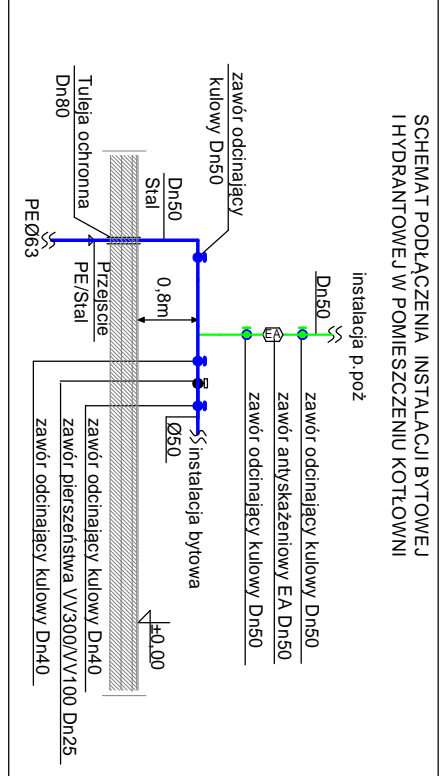 SCHEMAT PODŁĄCZENIA INSTALACJI BYTOWEJ
I HYDRANTOWEJ W POMIESZCZENIU KOTŁOWNI
instalacja p.poż
Dn50
zawór odcinający kulowy Dn50
zawór antyskażeniowy EA Dn50
zawór odcinający kulowy Dn50
EA
zawór odcinający
kulowy Dn50
instalacja bytowa
Ø50
Dn50
Stal
0,8m
±0,00
Tuleja ochronna
Dn80
Przejscie
PE/Stal
PEØ63
zawór odcinający kulowy Dn40
zawór pierszeństwa VV300/VV100 Dn25
zawór odcinający kulowy Dn40